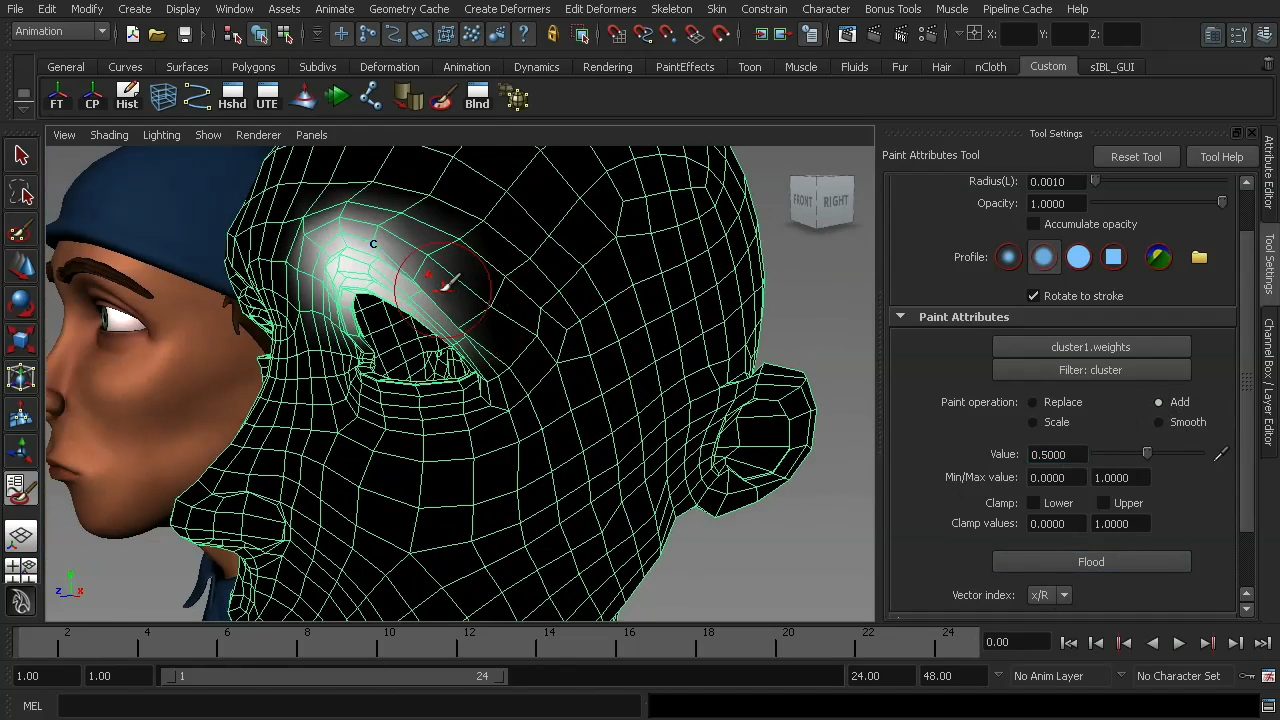 File Edit Modify Create Display Window Assets Animate Geometry Cache Create Deformers Edit Deformers Skeleton Skin Constrain Character Bonus Tools Muscle Pipeline Cache Help
Animation X: Y: Z:
General Curves Surfaces Polygons Subdivs Deformation Animation Dynamics Rendering PaintEffects Toon Muscle Fluids Fur Hair nCloth Custom sIBL_GUI
FT CP Hist Hshd UTE Blnd
View Shading Lighting Show Renderer Panels
Tool Settings
Paint Attributes Tool Reset Tool Tool Help
Radius(L): 0.0010
Opacity: 1.0000
Accumulate opacity
Profile:
Rotate to stroke
Paint Attributes
cluster1.weights
Filter: cluster
Paint operation: Replace Add
Scale Smooth
Value: 0.5000
Min/Max value: 0.0000 1.0000
Clamp: Lower Upper
Clamp values: 0.0000 1.0000
Flood
Vector index: x/R
Attribute Editor
Tool Settings
Channel Box / Layer Editor
FRONT RIGHT
C
A
y
z x
2 4 6 8 10 12 14 16 18 20 22 24 0.00
1.00 1.00 1 24 24.00 48.00 No Anim Layer No Character Set
MEL